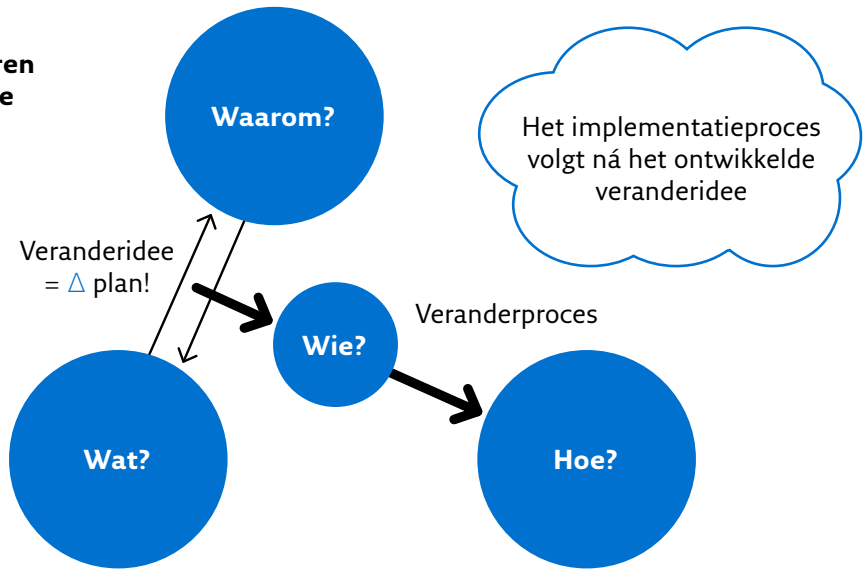 Waarom?
Het implementatieproces
volgt ná het ontwikkelde
veranderidee
Veranderidee
= Δ plan!
Veranderproces
Wie?
Wat?
Hoe?